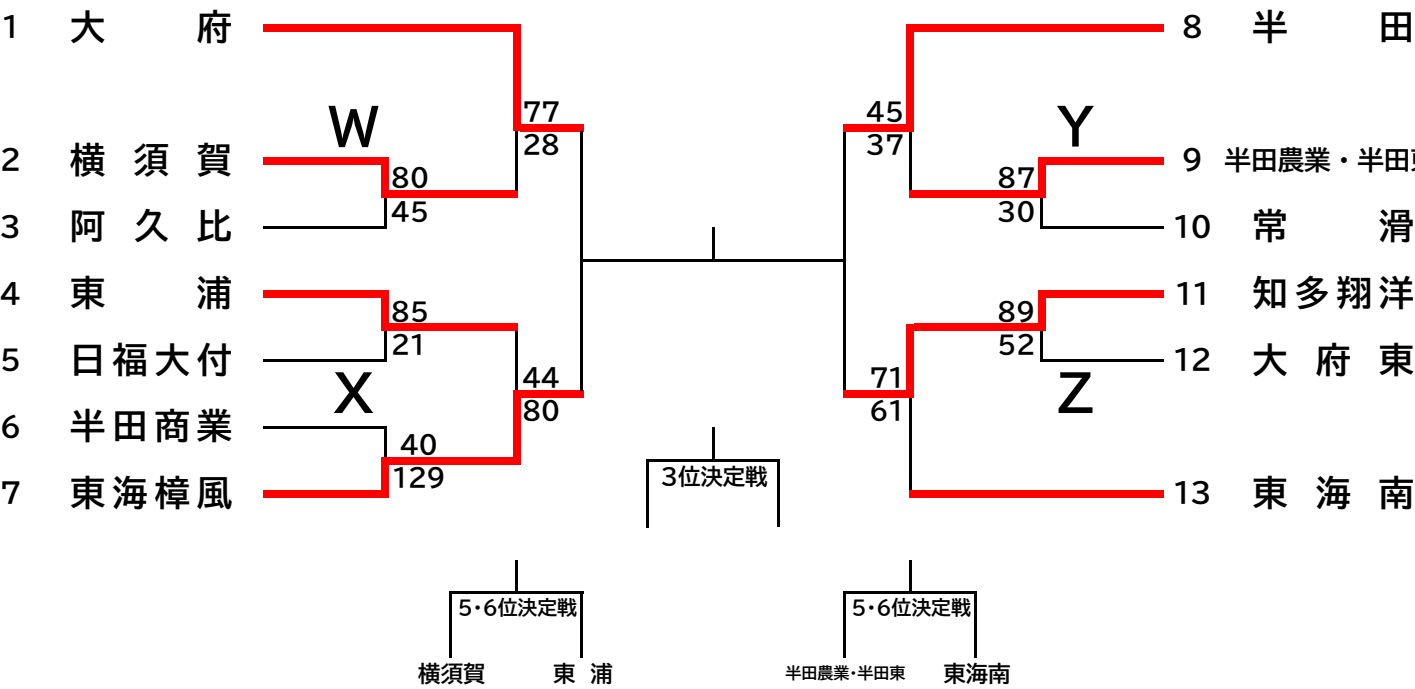 1 大府
2 横須賀
3 阿久比
4 東浦
5 日福大付
6 半田商業
7 東海樟風
W
X
77
28
80
45
85
21
44
80
40
129
8 半田
9 半田農業・半田東
10 常滑
11 知多翔洋
12 大府東
13 東海南
Y
Z
45
37
87
30
89
52
71
61
3位決定戦
5・6位決定戦
横須賀 東浦
5・6位決定戦
半田農業・半田東 東海南